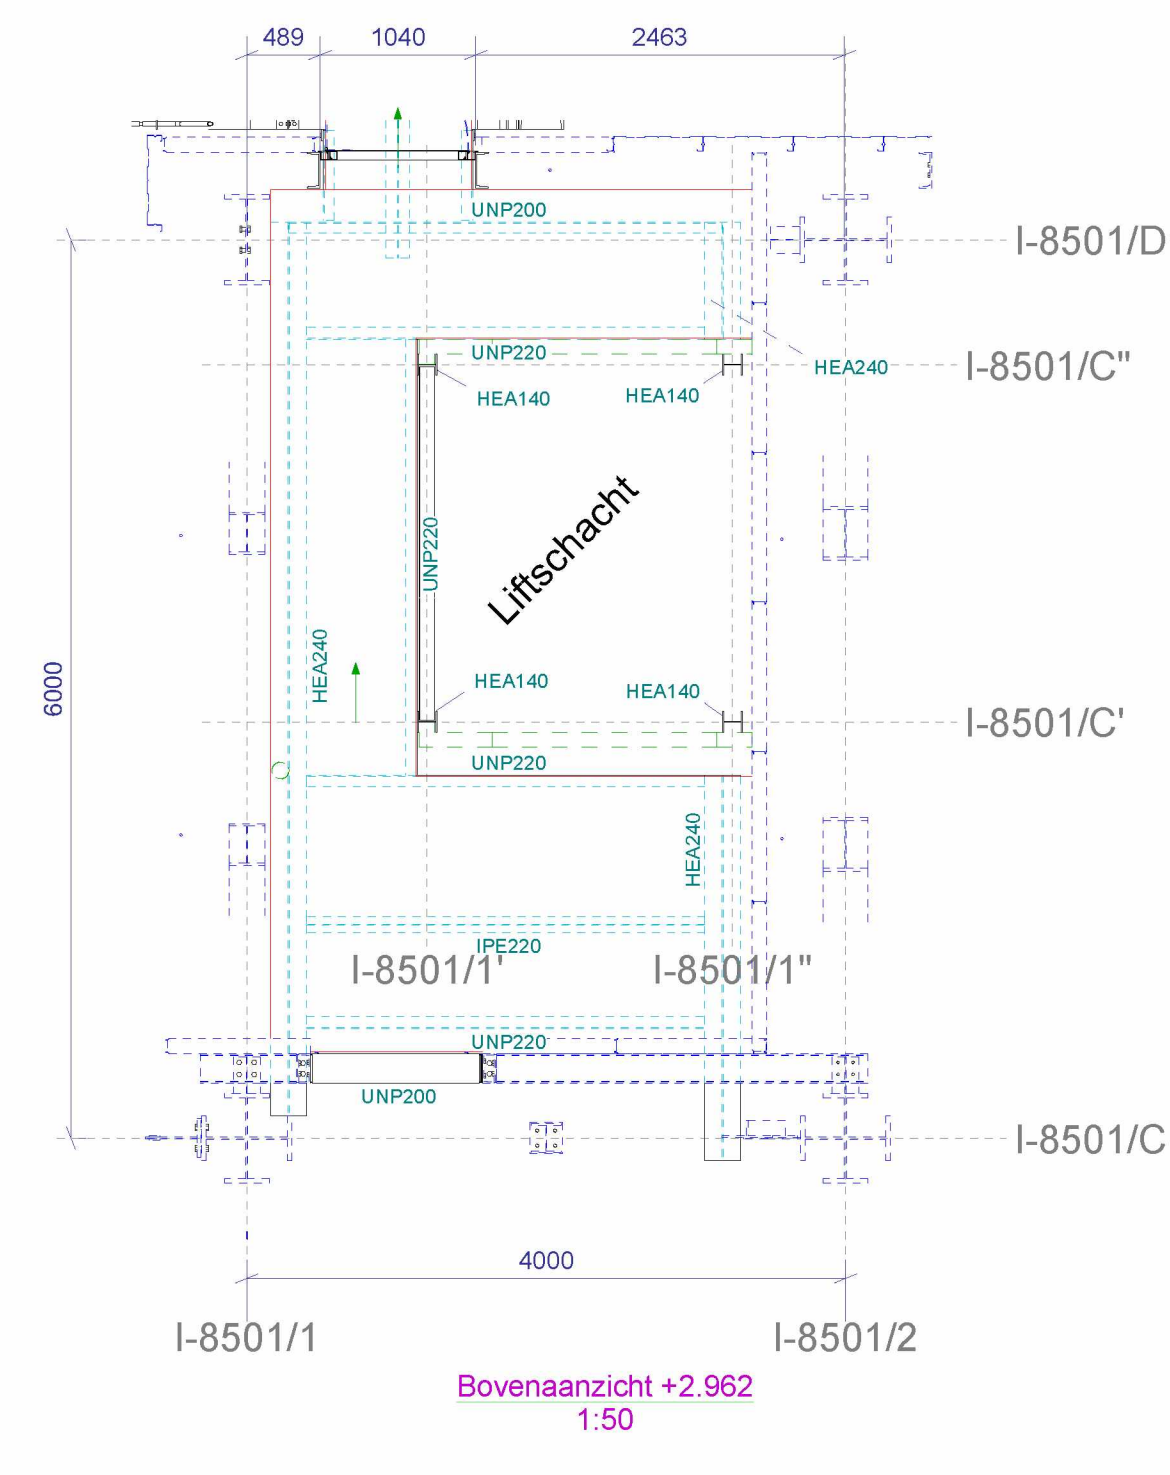 489 1040 2463
UNP200
I-8501/D
UNP220
HEA240
I-8501/C"
HEA140 HEA140
Liftschacht
UNP220
HEA240
6000
HEA140 HEA140
I-8501/C'
UNP220
HEA240
IPE220
I-8501/1' I-8501/1"
UNP220
UNP200
I-8501/C
4000
I-8501/1 I-8501/2
Bovenaanzicht +2.962
1:50